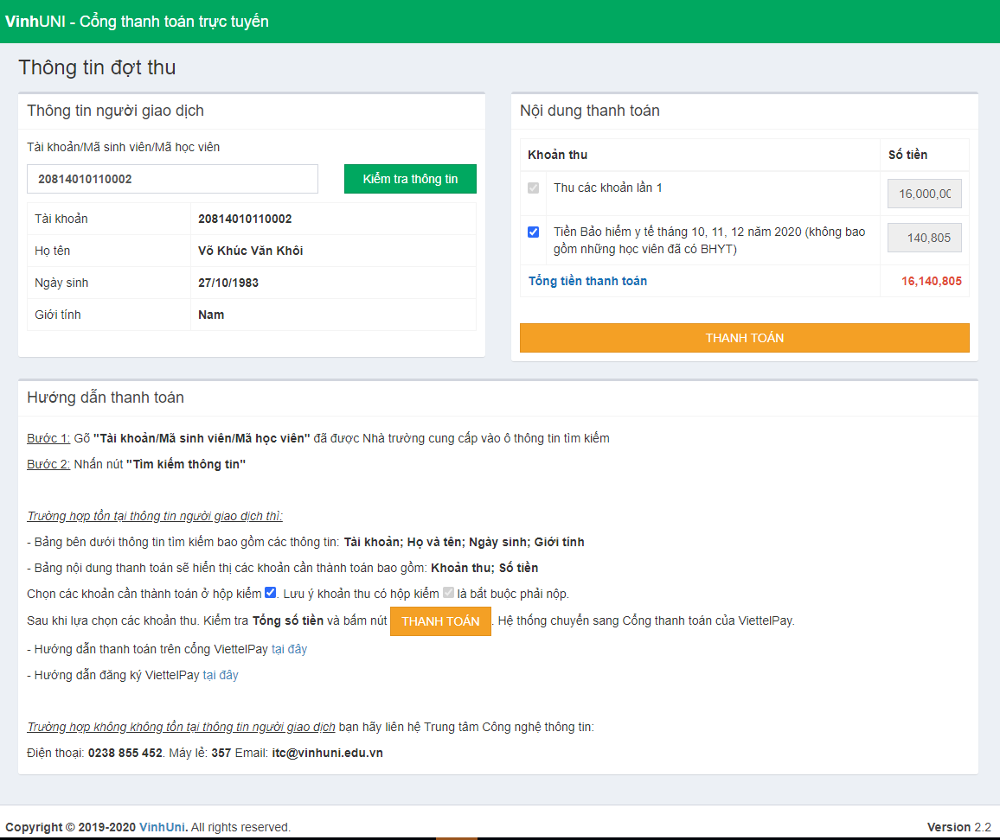 VinhUNI - Cổng thanh toán trực tuyến
Thông tin đợt thu
Thông tin người giao dịch
Tài khoản/Mã sinh viên/Mã học viên
20814010110002
Kiểm tra thông tin
Tài khoản 20814010110002
Họ tên Võ Khúc Văn Khôi
Ngày sinh 27/10/1983
Giới tính Nam
Nội dung thanh toán
Khoản thu Số tiền
Thu các khoản lần 1 16,000,00
Tiền Bảo hiểm y tế tháng 10, 11, 12 năm 2020 (không bao
gồm những học viên đã có BHYT) 140,805
Tổng tiền thanh toán 16,140,805
THANH TOÁN
Hướng dẫn thanh toán
Bước 1: Gõ "Tài khoản/Mã sinh viên/Mã học viên" đã được Nhà trường cung cấp vào ô thông tin tìm kiếm
Bước 2: Nhấn nút "Tìm kiếm thông tin"
Trường hợp tồn tại thông tin người giao dịch thì:
- Bảng bên dưới thông tin tìm kiếm bao gồm các thông tin: Tài khoản; Họ và tên; Ngày sinh; Giới tính
- Bảng nội dung thanh toán sẽ hiển thị các khoản cần thành toán bao gồm: Khoản thu; Số tiền
Chọn các khoản cần thành toán ở hộp kiểm . Lưu ý khoản thu có hộp kiểm là bắt buộc phải nộp.
Sau khi lựa chọn các khoản thu. Kiểm tra Tổng số tiền và bấm nút THANH TOÁN . Hệ thống chuyển sang Cổng thanh toán của ViettelPay.
- Hướng dẫn thanh toán trên cổng ViettelPay tại đây
- Hướng dẫn đăng ký ViettelPay tại đây
Trường hợp không không tồn tại thông tin người giao dịch bạn hãy liên hệ Trung tâm Công nghệ thông tin:
Điện thoại: 0238 855 452. Máy lẻ: 357 Email: itc@vinhuni.edu.vn
Copyright © 2019-2020 VinhUni. All rights reserved.
Version 2.2